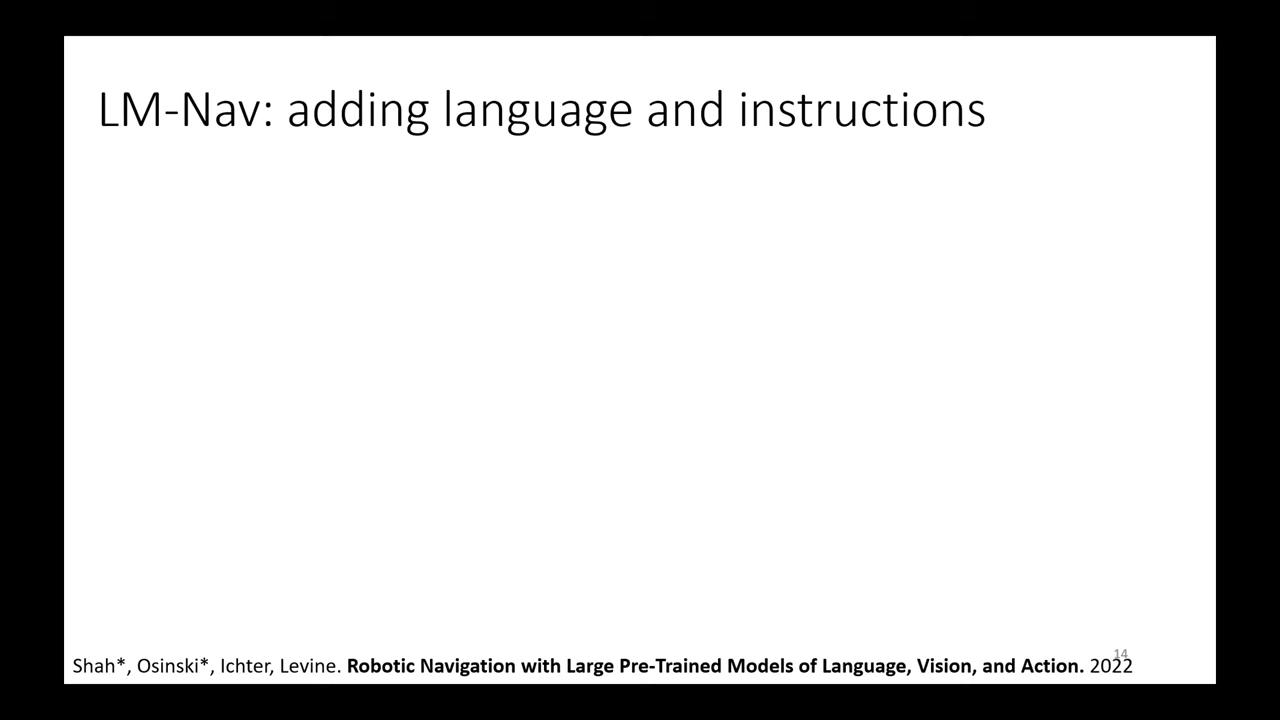 LM-Nav: adding language and instructions
14
Shah*, Osinski*, Ichter, Levine. Robotic Navigation with Large Pre-Trained Models of Language, Vision, and Action. 2022